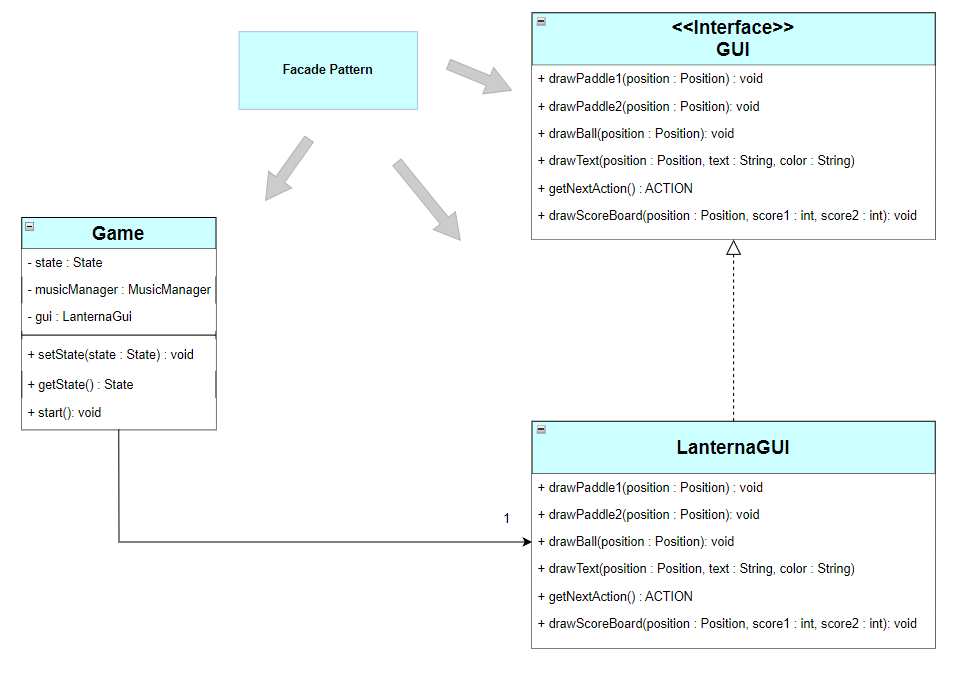 Facade Pattern
<<Interface>>
GUI
+ drawPaddle1(position : Position) : void
+ drawPaddle2(position : Position): void
+ drawBall(position : Position): void
+ drawText(position : Position, text : String, color : String)
+ getNextAction() : ACTION
+ drawScoreBoard(position : Position, score1 : int, score2 : int): void
Game
- state : State
- musicManager : MusicManager
- gui : LanternaGui
+ setState(state : State) : void
+ getState() : State
+ start(): void
1
LanternaGUI
+ drawPaddle1(position : Position) : void
+ drawPaddle2(position : Position): void
+ drawBall(position : Position): void
+ drawText(position : Position, text : String, color : String)
+ getNextAction() : ACTION
+ drawScoreBoard(position : Position, score1 : int, score2 : int): void